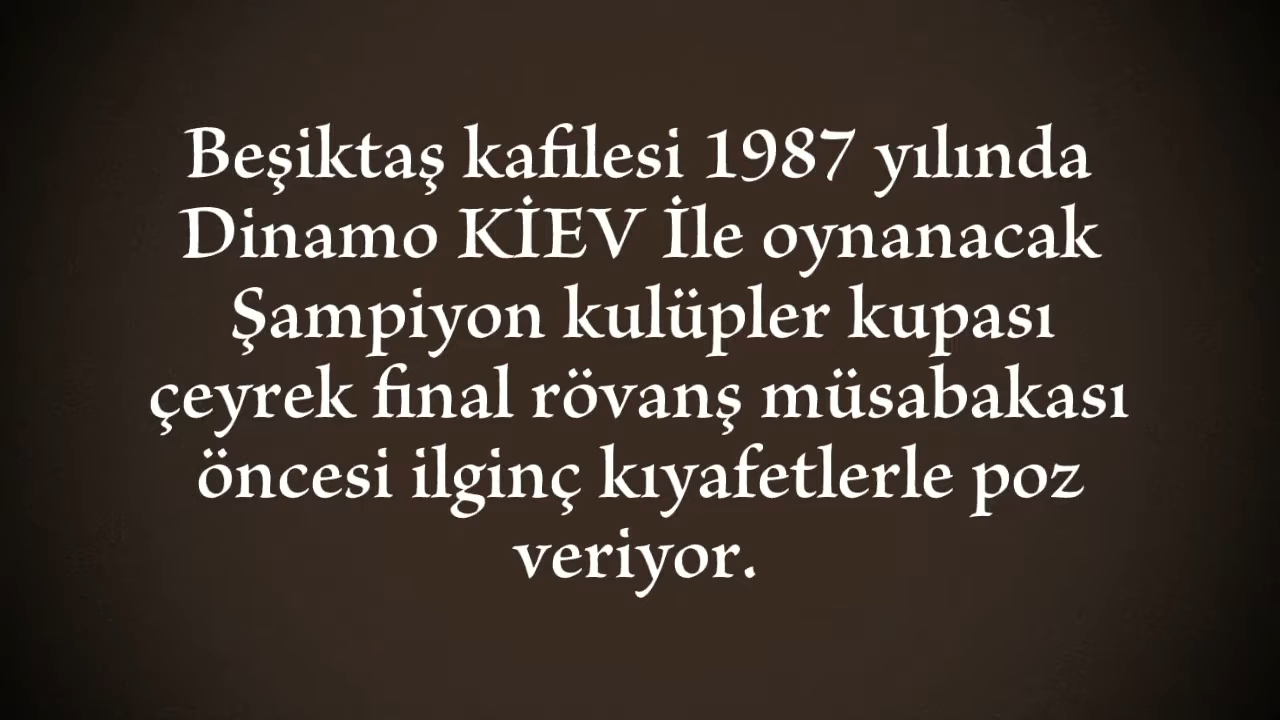 Beşiktaş kafilesi 1987 yılında
Dinamo KİEV İle oynanacak
Şampiyon kulüpler kupası
çeyrek final rövanş müsabakası
öncesi ilginç kıyafetlerle poz
veriyor.